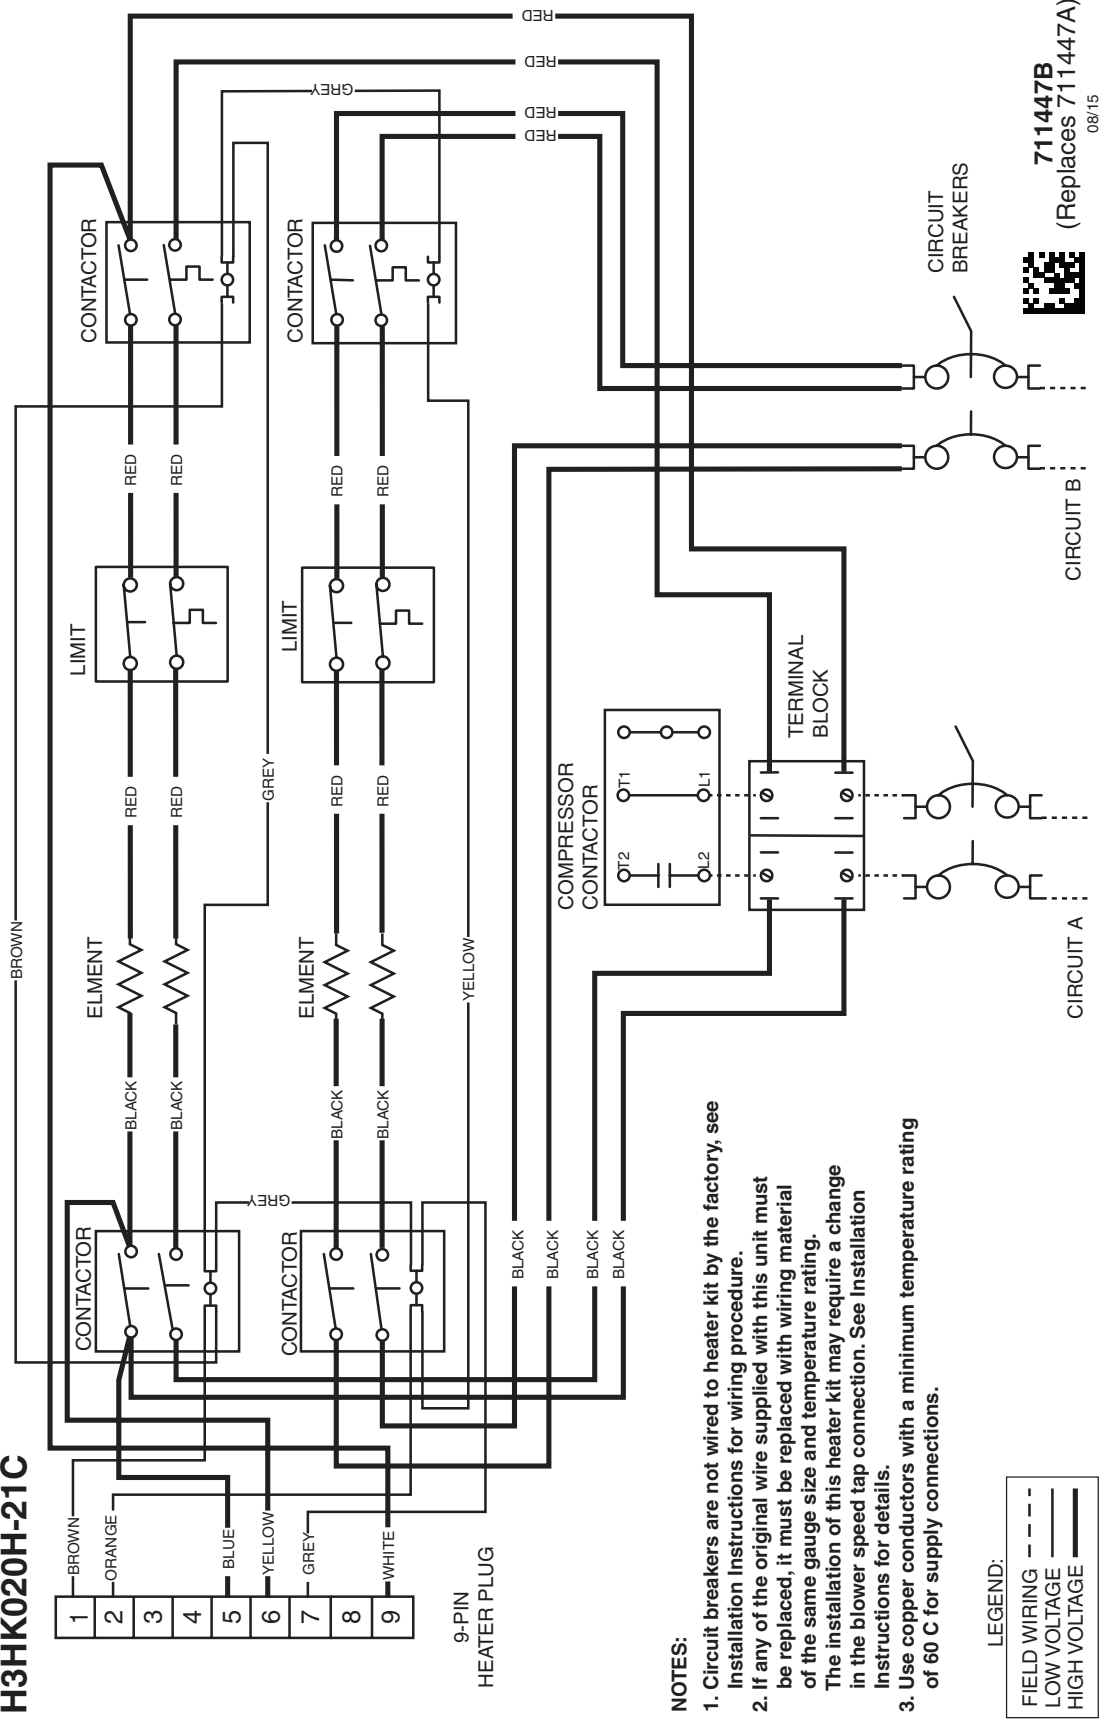 H3HK020H-21C
1
2
3
4
5
6
7
8
9
BROWN
ORANGE
BLUE
YELLOW
GREY
WHITE
9-PIN
HEATER PLUG
CONTACTOR
CONTACTOR
GREY
BLACK
BLACK
BLACK
BLACK
ELMENT
ELMENT
BROWN
GREY
YELLOW
RED
RED
RED
RED
LIMIT
LIMIT
RED
RED
RED
RED
CONTACTOR
CONTACTOR
GREY
RED
RED
RED
RED
BLACK
BLACK
BLACK
BLACK
COMPRESSOR
CONTACTOR
T2
L2
T1
L1
TERMINAL
BLOCK
CIRCUIT A
CIRCUIT B
CIRCUIT
BREAKERS
NOTES:
1. Circuit breakers are not wired to heater kit by the factory, see
Installation Instructions for wiring procedure.
2. If any of the original wire supplied with this unit must
be replaced, it must be replaced with wiring material
of the same gauge size and temperature rating.
The installation of this heater kit may require a change
in the blower speed tap connection. See Installation
Instructions for details.
3. Use copper conductors with a minimum temperature rating
of 60 C for supply connections.
LEGEND:
FIELD WIRING
LOW VOLTAGE
HIGH VOLTAGE
711447B
(Replaces 711447A)
08/15